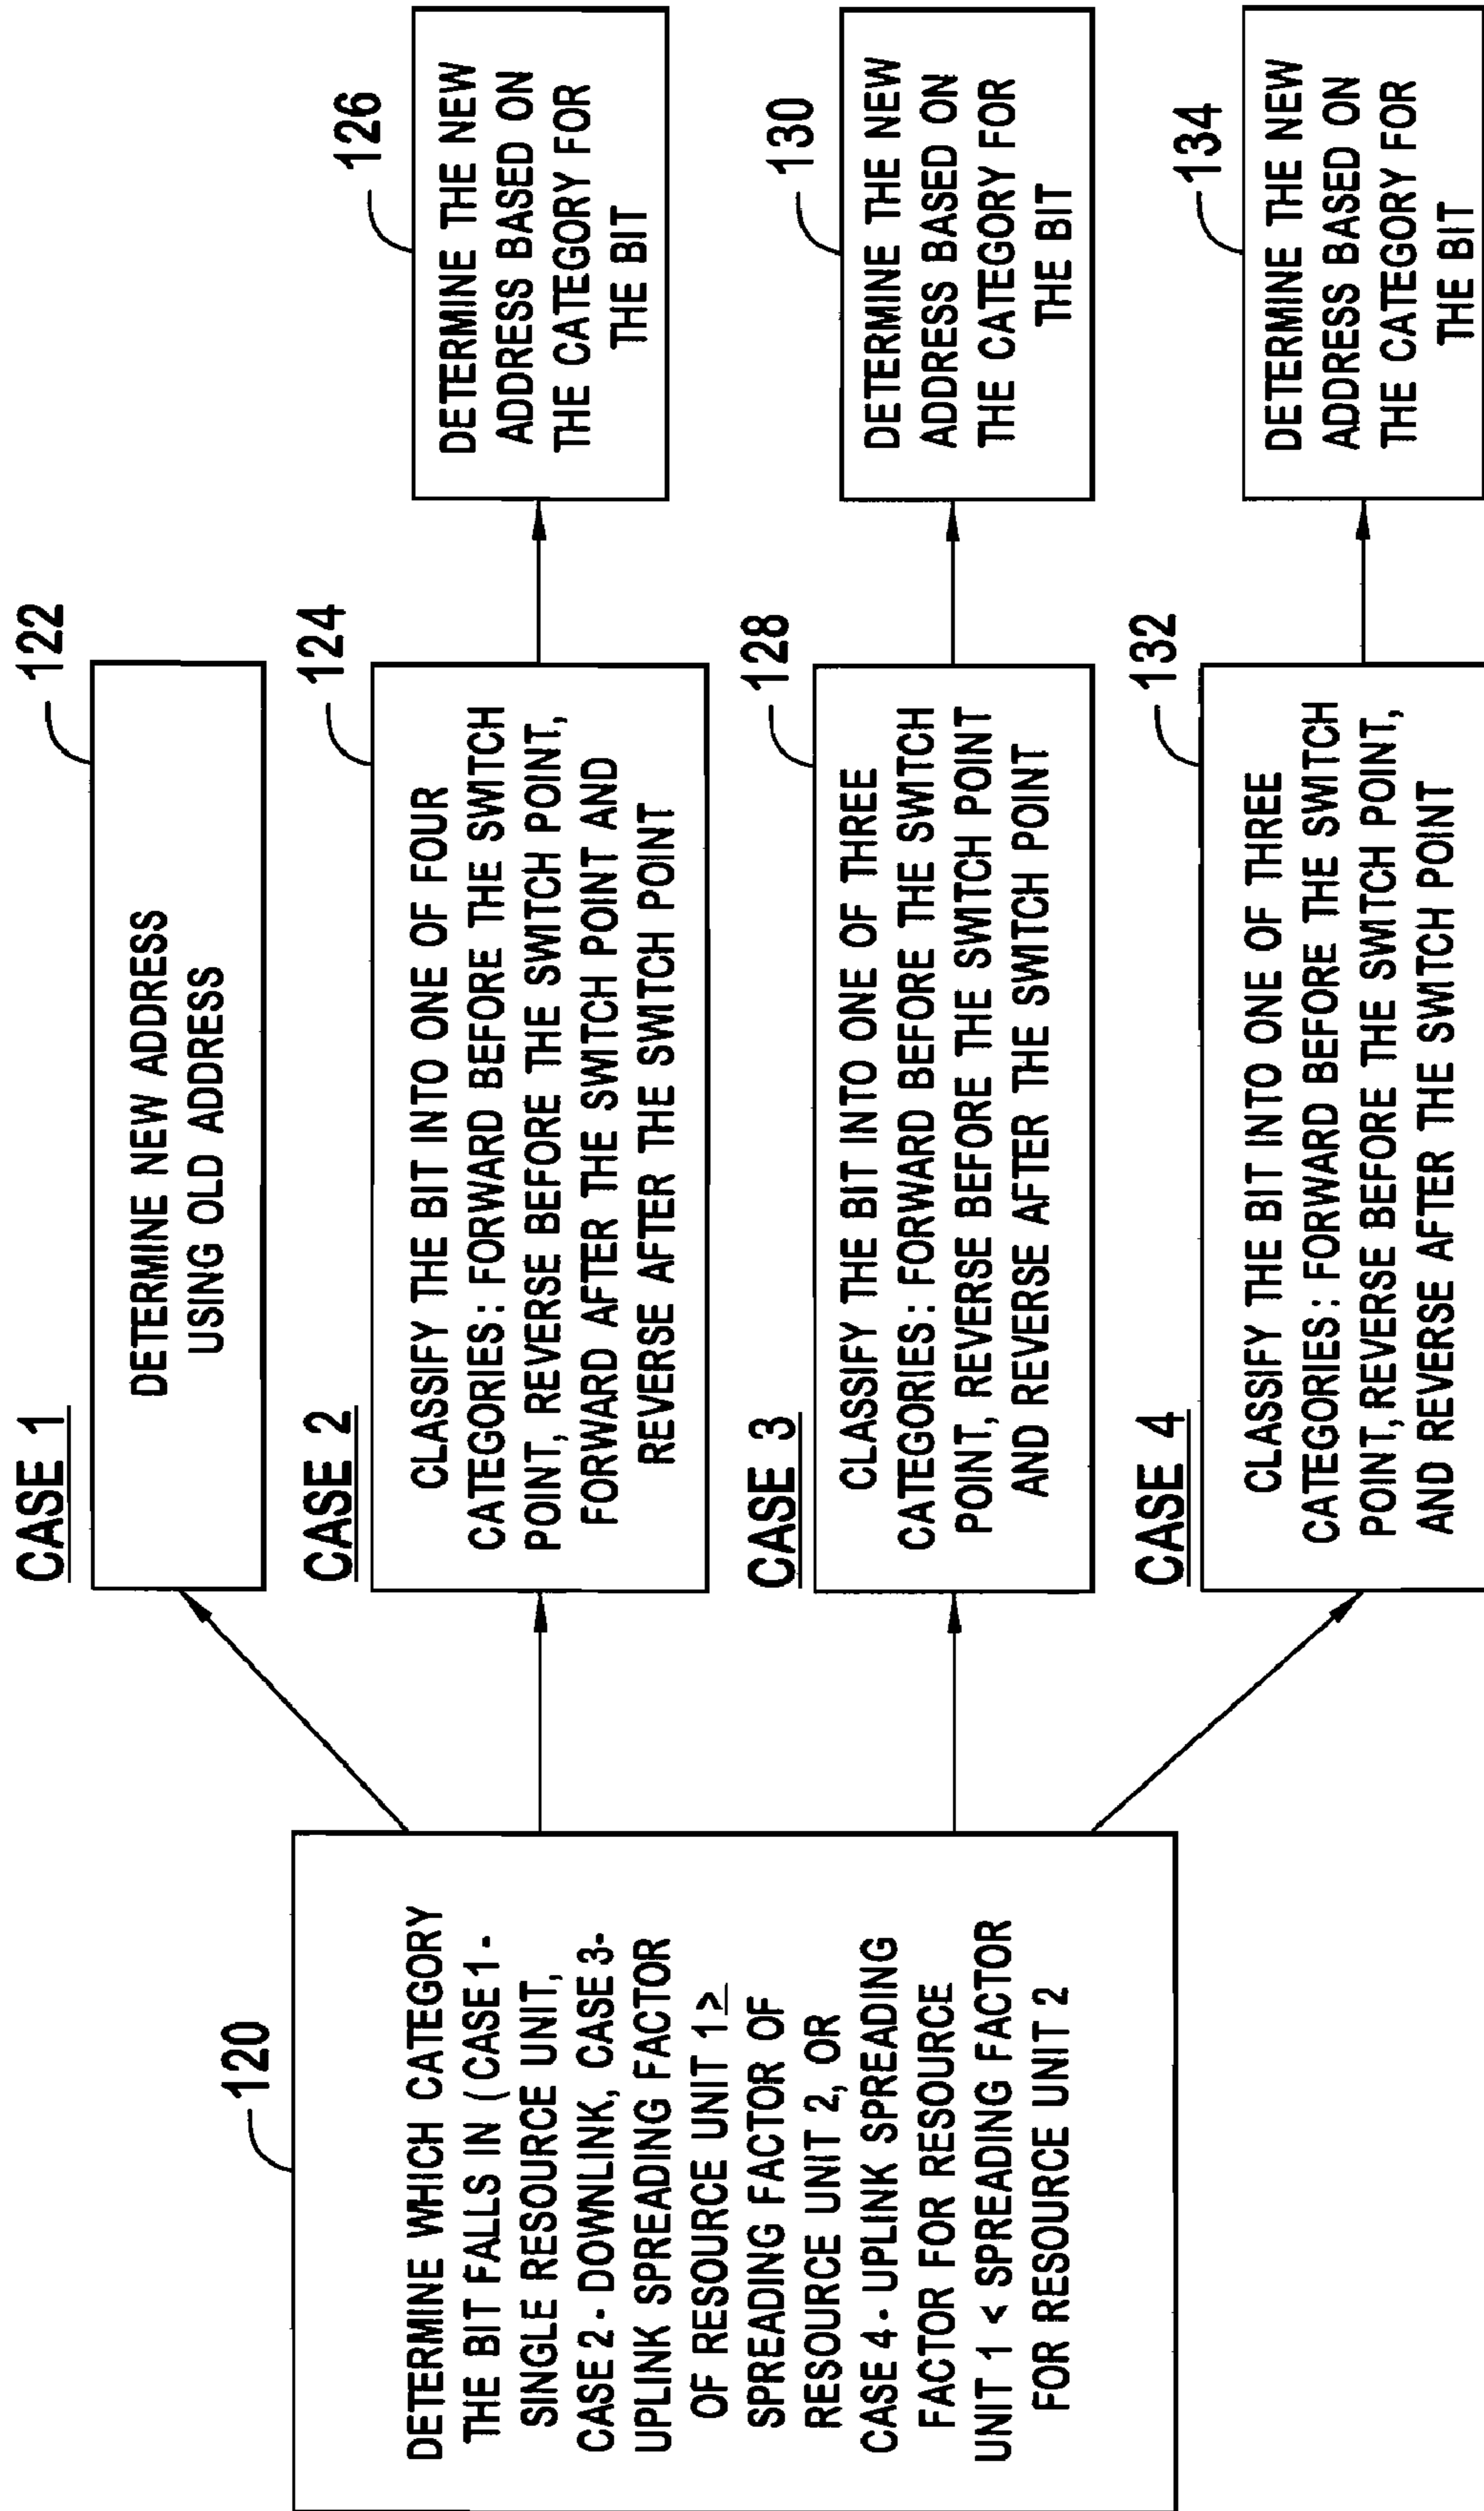 120
DETERMINE WHICH CATEGORY
THE BIT FALLS IN (CASE 1 -
SINGLE RESOURCE UNIT,
CASE 2 - DOWNLINK, CASE 3-
UPLINK SPREADING FACTOR
OF RESOURCE UNIT 1 ≥
SPREADING FACTOR OF
RESOURCE UNIT 2, OR
CASE 4 - UPLINK SPREADING
FACTOR FOR RESOURCE
UNIT 1 < SPREADING FACTOR
FOR RESOURCE UNIT 2
CASE 1
122
DETERMINE NEW ADDRESS
USING OLD ADDRESS
CASE 2
124
CLASSIFY THE BIT INTO ONE OF FOUR
CATEGORIES: FORWARD BEFORE THE SWITCH
POINT, REVERSE BEFORE THE SWITCH POINT,
FORWARD AFTER THE SWITCH POINT AND
REVERSE AFTER THE SWITCH POINT
126
DETERMINE THE NEW
ADDRESS BASED ON
THE CATEGORY FOR
THE BIT
CASE 3
128
CLASSIFY THE BIT INTO ONE OF THREE
CATEGORIES: FORWARD BEFORE THE SWITCH
POINT, REVERSE BEFORE THE SWITCH POINT
AND REVERSE AFTER THE SWITCH POINT
130
DETERMINE THE NEW
ADDRESS BASED ON
THE CATEGORY FOR
THE BIT
CASE 4
132
CLASSIFY THE BIT INTO ONE OF THREE
CATEGORIES: FORWARD BEFORE THE SWITCH
POINT, REVERSE BEFORE THE SWITCH POINT,
AND REVERSE AFTER THE SWITCH POINT
134
DETERMINE THE NEW
ADDRESS BASED ON
THE CATEGORY FOR
THE BIT